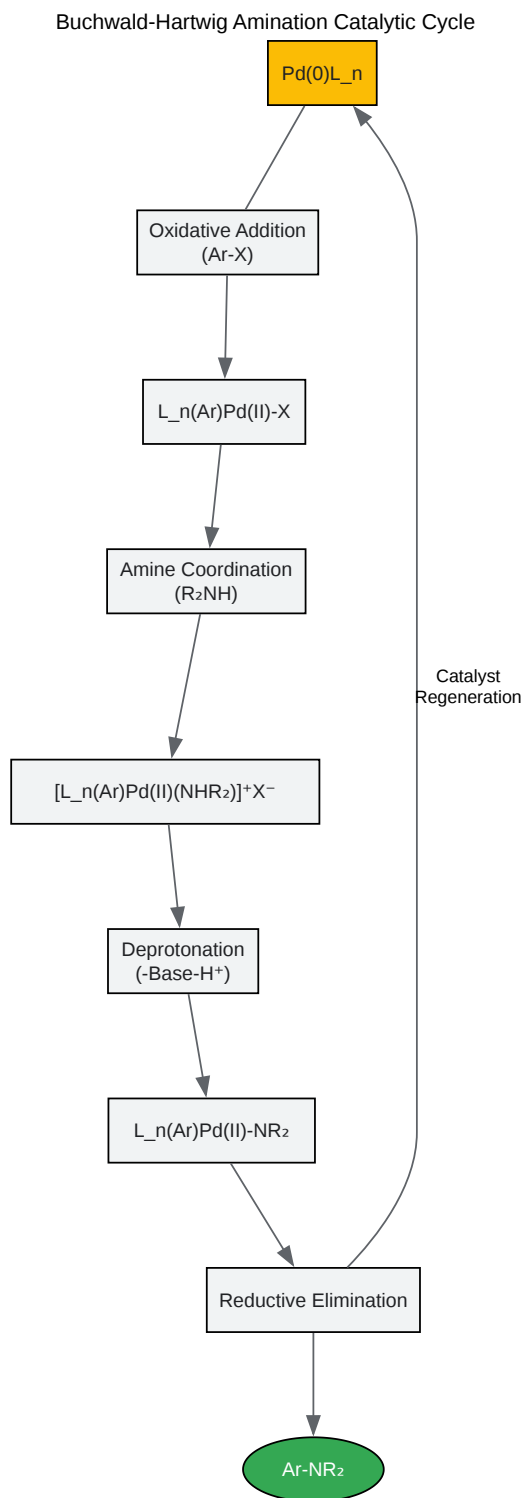 Buchwald-Hartwig Amination Catalytic Cycle
Pd(0)L_n
Oxidative Addition
(Ar-X)
L_n(Ar)Pd(II)-X
Amine Coordination
(R₂NH)
Catalyst
Regeneration
[L_n(Ar)Pd(II)(NHR₂)]⁺X⁻
Deprotonation
(-Base-H⁺)
L_n(Ar)Pd(II)-NR₂
Reductive Elimination
Ar-NR₂